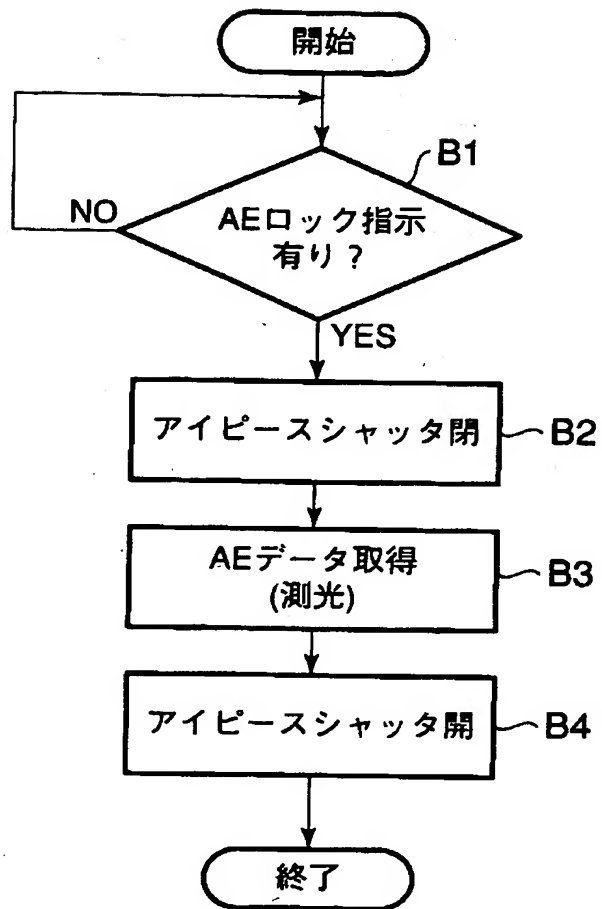 開始
B1
AEロック指示
有り？
NO
YES
アイピースシャッタ閉
B2
AEデータ取得
(測光)
B3
アイピースシャッタ開
B4
終了